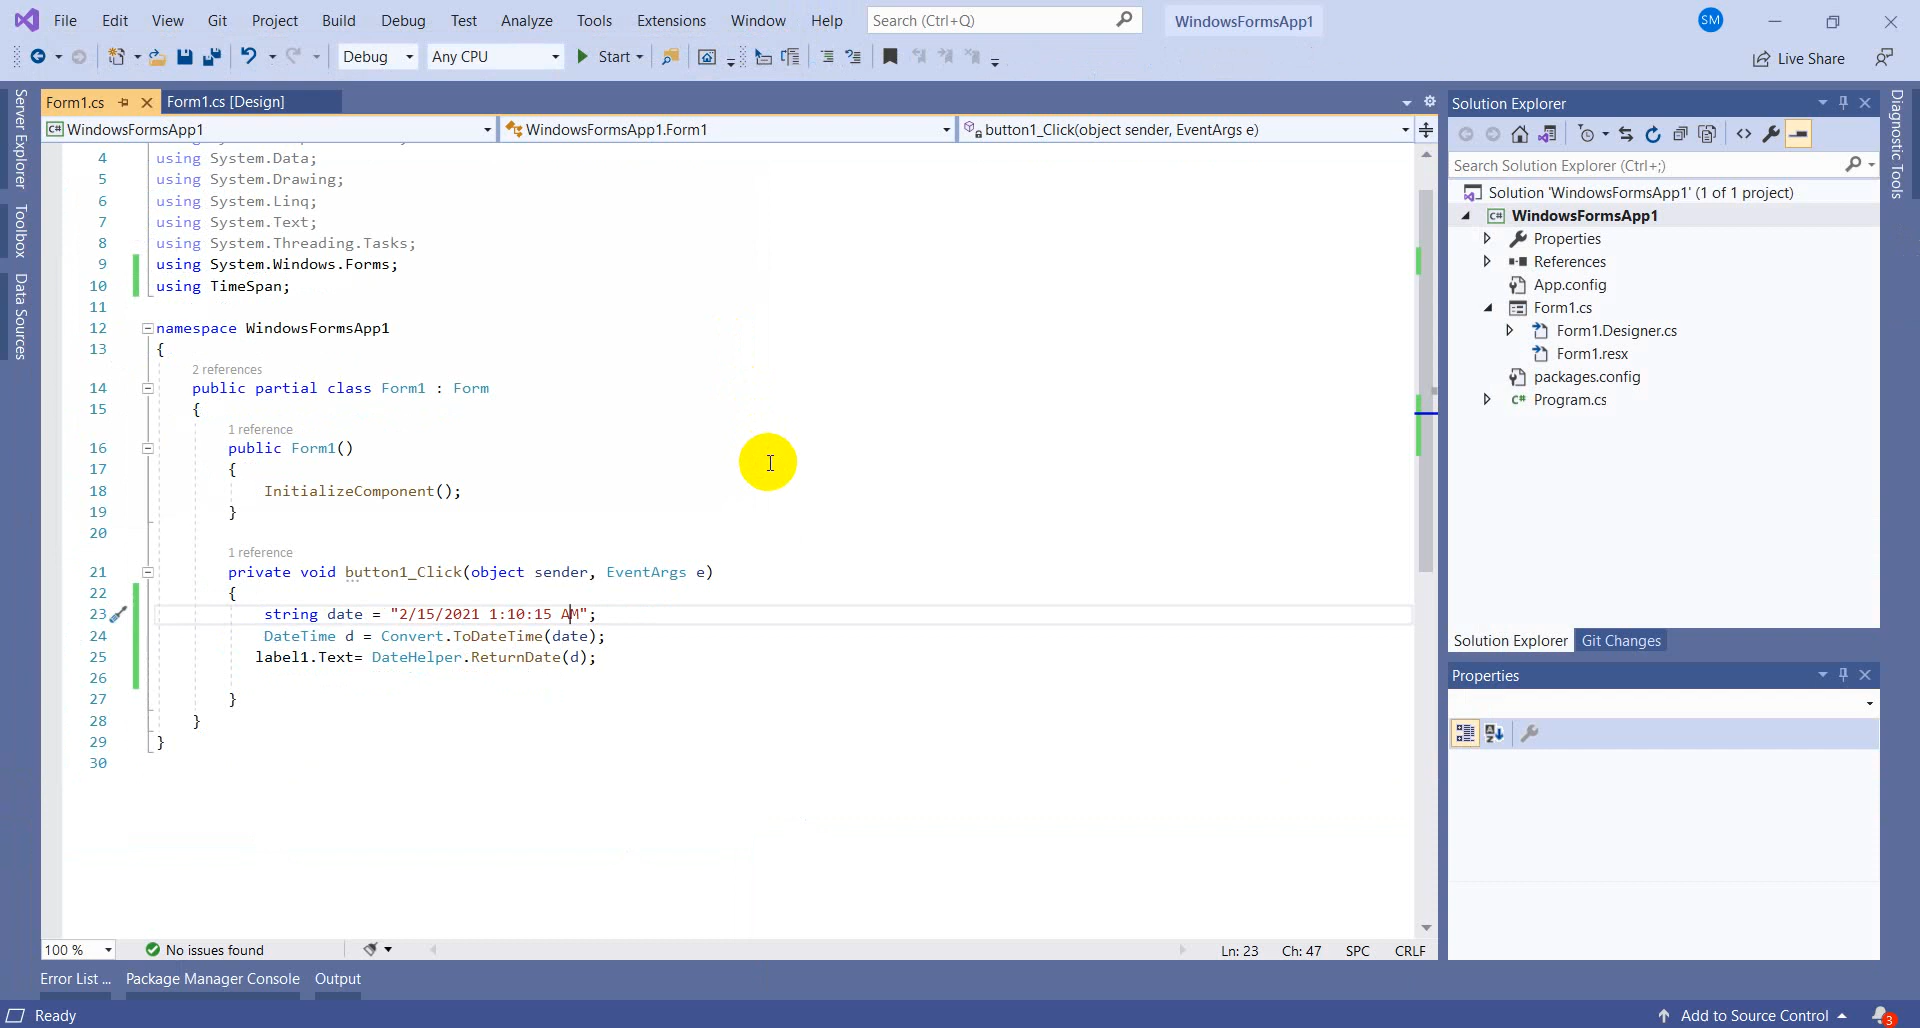 File Edit View Git Project Build Debug Test Analyze Tools Extensions Window Help Search (Ctrl+Q) WindowsFormsApp1 SM
Debug Any CPU Start Live Share
Server Explorer
Toolbox
Data Sources
Form1.cs Form1.cs [Design]
C# WindowsFormsApp1 WindowsFormsApp1.Form1 button1_Click(object sender, EventArgs e)
4 using System.Data;
5 using System.Drawing;
6 using System.Linq;
7 using System.Text;
8 using System.Threading.Tasks;
9 using System.Windows.Forms;
10 using TimeSpan;
11
12 namespace WindowsFormsApp1
13 {
2 references
14 public partial class Form1 : Form
15 {
1 reference
16 public Form1()
17 {
18 InitializeComponent();
19 }
20
1 reference
21 private void button1_Click(object sender, EventArgs e)
22 {
23 string date = "2/15/2021 1:10:15 AM";
24 DateTime d = Convert.ToDateTime(date);
25 label1.Text= DateHelper.ReturnDate(d);
26
27 }
28 }
29 }
30
100 % No issues found Ln: 23 Ch: 47 SPC CRLF
Error List ... Package Manager Console Output
Solution Explorer
Search Solution Explorer (Ctrl+;)
Solution 'WindowsFormsApp1' (1 of 1 project)
C# WindowsFormsApp1
Properties
References
App.config
Form1.cs
Form1.Designer.cs
Form1.resx
packages.config
C# Program.cs
Solution Explorer Git Changes
Properties
Diagnostic Tools
Ready Add to Source Control 3